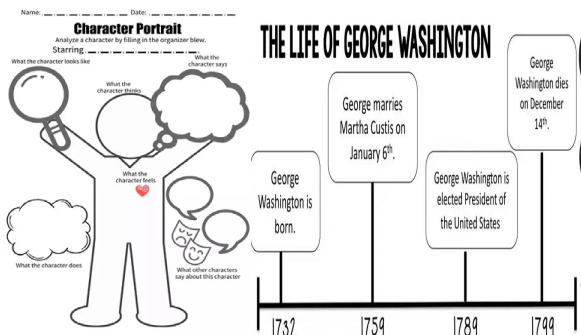 Name: Date:
Character Portrait
Analyze a character by filling in the organizer blew.
Starring
What the character looks like
What the
character says
What the
character thinks
What the
character feels
What the character does
What other characters
say about this character
THE LIFE OF GEORGE WASHINGTON
George
Washington is
born.
George marries
Martha Custis on
January 6th.
George Washington is
elected President of
the United States
George
Washington dies
on December
14th.
1732
1759
1789
1799